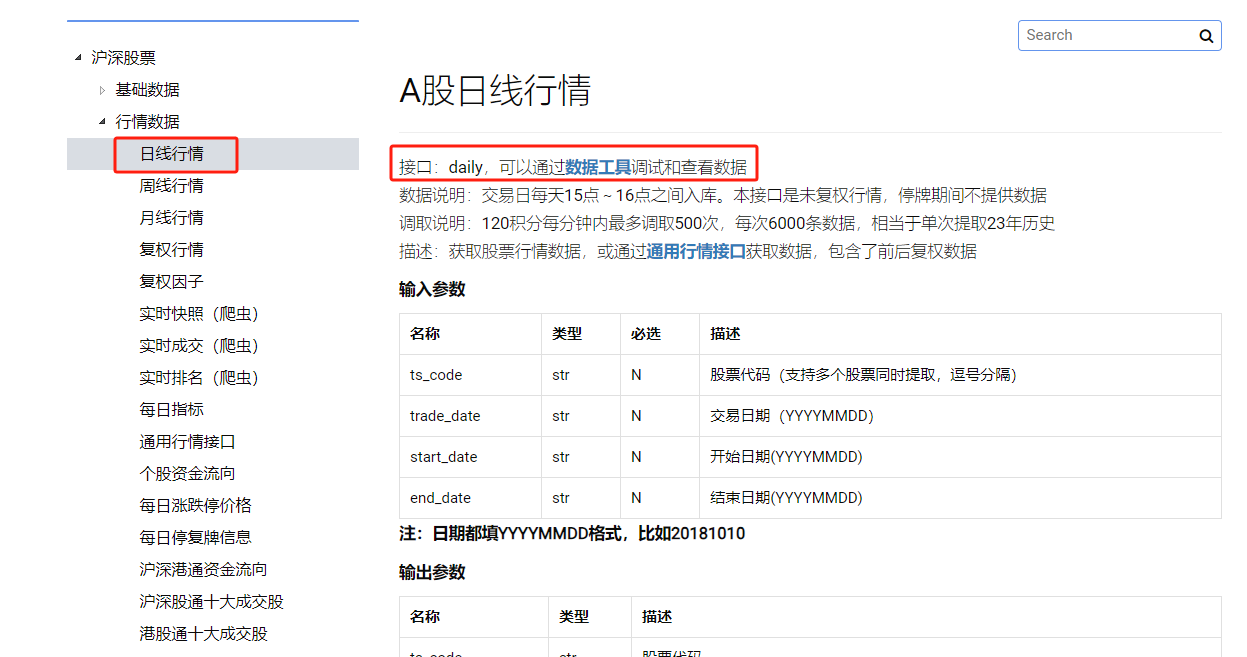 Search
沪深股票
基础数据
行情数据
日线行情
周线行情
月线行情
复权行情
复权因子
实时快照（爬虫）
实时成交（爬虫）
实时排名（爬虫）
每日指标
通用行情接口
个股资金流向
每日涨跌停价格
每日停复牌信息
沪深港通资金流向
沪深股通十大成交股
港股通十大成交股
A股日线行情
接口：daily，可以通过数据工具调试和查看数据
数据说明：交易日每天15点～16点之间入库。本接口是未复权行情，停牌期间不提供数据
调取说明：120积分每分钟内最多调取500次，每次6000条数据，相当于单次提取23年历史
描述：获取股票行情数据，或通过通用行情接口获取数据，包含了前后复权数据
输入参数
名称 类型 必选 描述
ts_code str N 股票代码（支持多个股票同时提取，逗号分隔）
trade_date str N 交易日期（YYYYMMDD）
start_date str N 开始日期(YYYYMMDD)
end_date str N 结束日期(YYYYMMDD)
注：日期都填YYYYMMDD格式，比如20181010
输出参数
名称 类型 描述
ts_code str 股票代码